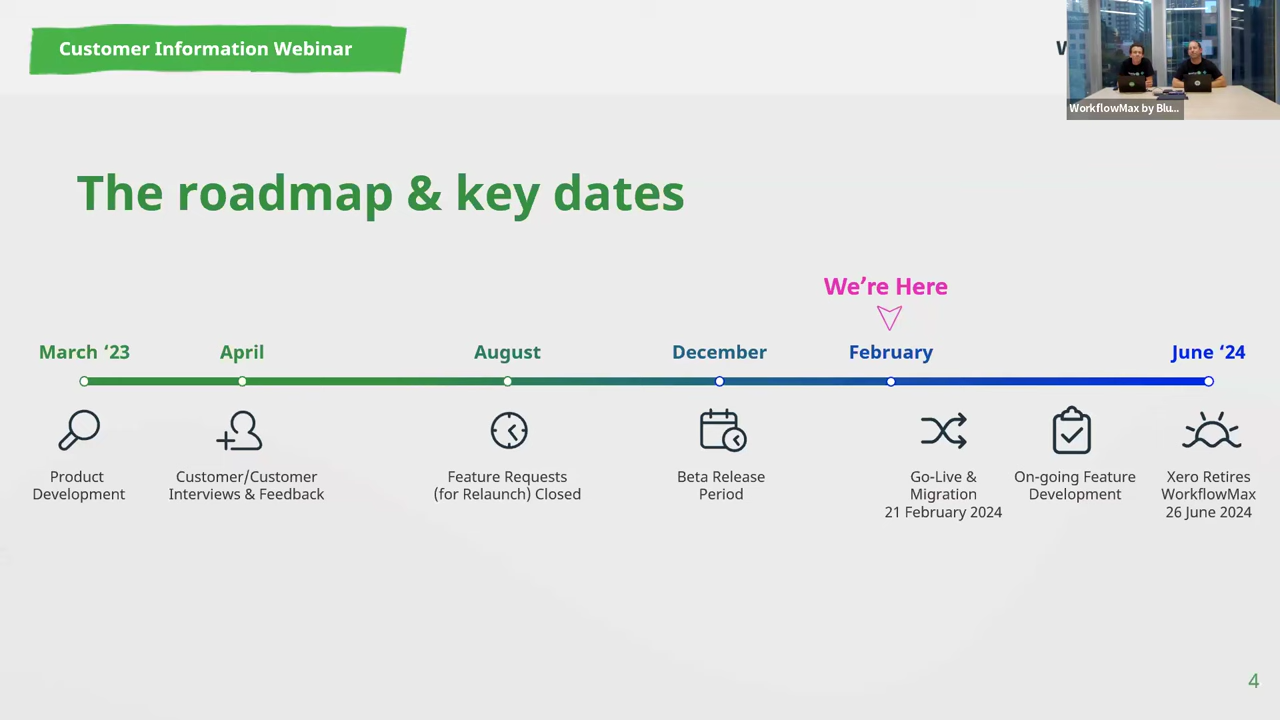 Customer Information Webinar
W
WorkflowMax by Blu...
The roadmap & key dates
We’re Here
March ‘23
April
August
December
February
June ‘24
Product
Development
Customer/Customer
Interviews & Feedback
Feature Requests
(for Relaunch) Closed
Beta Release
Period
Go-Live &
Migration
21 February 2024
On-going Feature
Development
Xero Retires
WorkflowMax
26 June 2024
4